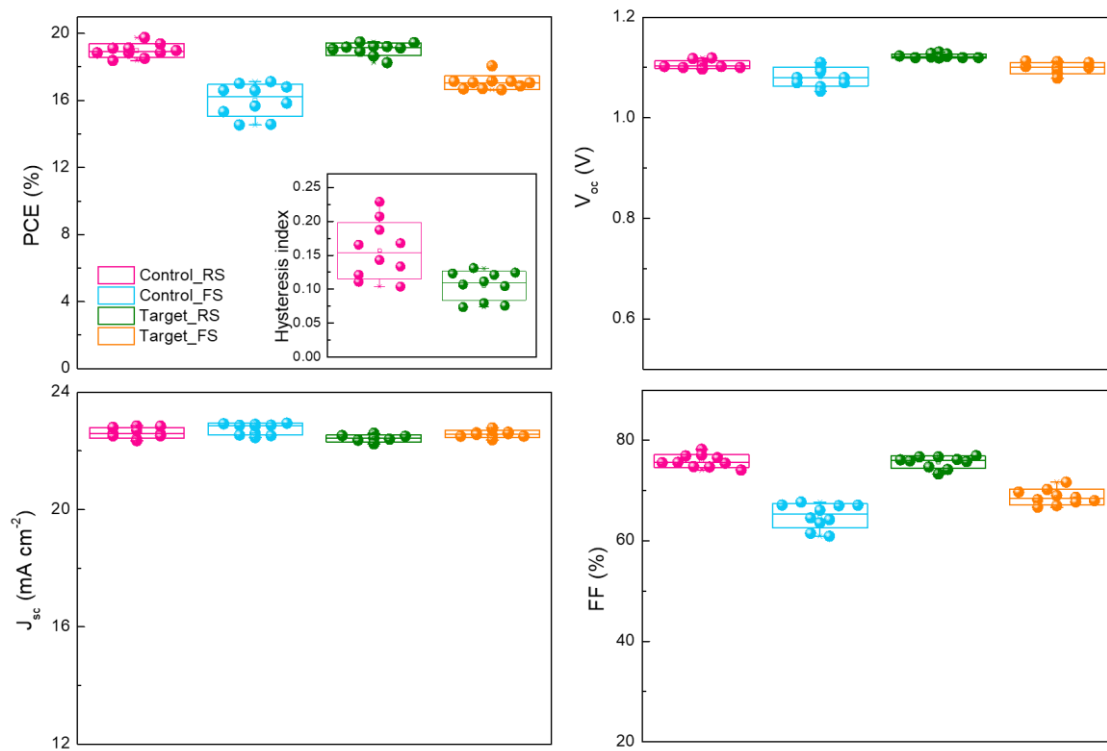 20
16
12
8
4
0
PCE (%)
Control_RS
Control_FS
Target_RS
Target_FS
0.25
0.20
0.15
0.10
0.05
0.00
Hysteresis index
1.2
1.0
0.8
0.6
V_oc (V)
24
20
16
12
J_sc (mA cm⁻²)
80
60
40
20
FF (%)